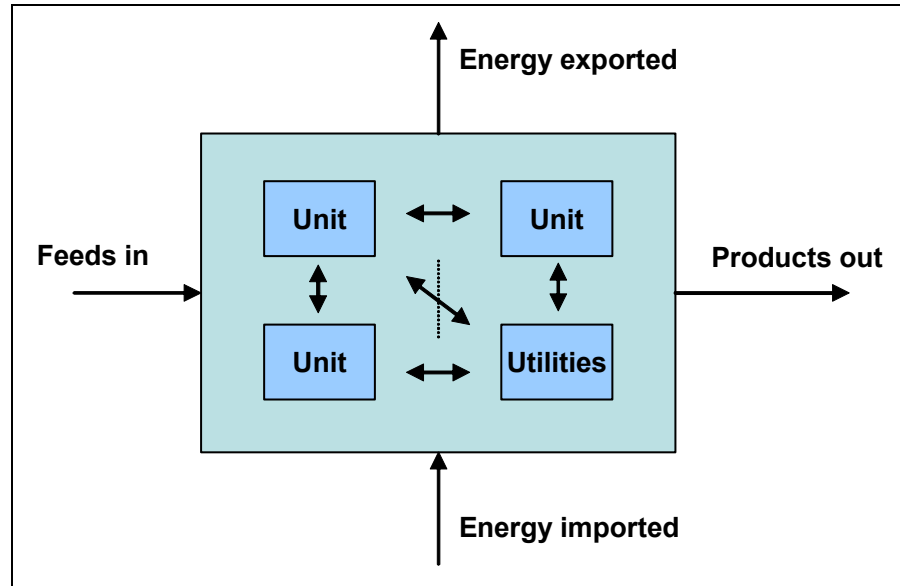 Energy exported
Unit
Unit
Feeds in
Products out
Unit
Utilities
Energy imported